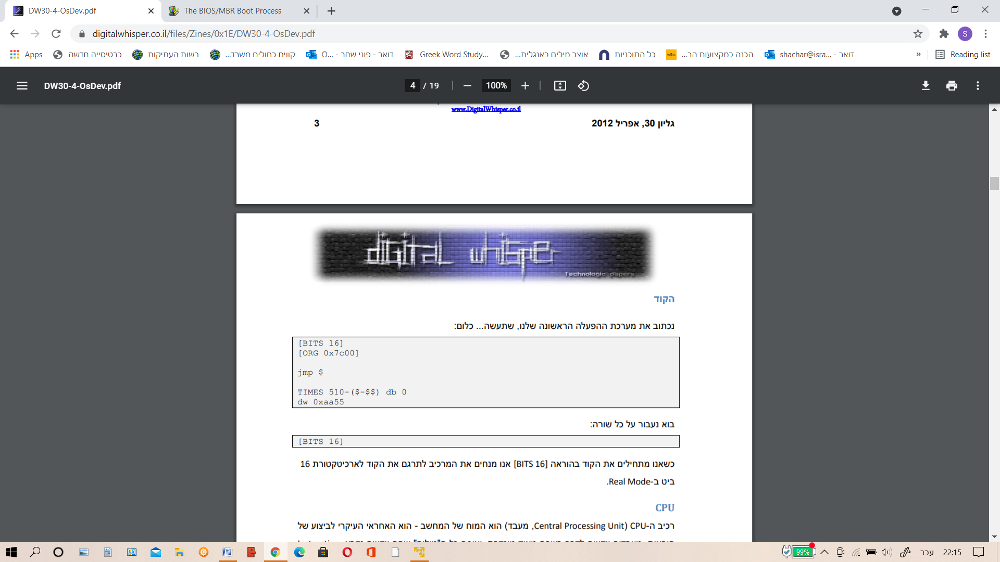 DW30-4-OsDev.pdf
The BIOS/MBR Boot Process
digitalwhisper.co.il/files/Zines/0x1E/DW30-4-OsDev.pdf
S
Apps
כרטיסייה חדשה
רשות העתיקות
קווים כחולים משרד...
דואר - פוני שחר - O...
Greek Word Study...
אוצר מילים באנגלית...
כל התוכניות
הכנה במקצועות הר...
דואר - shachar@isra...
»
Reading list
DW30-4-OsDev.pdf
4 / 19
100%
www.DigitalWhisper.co.il
גליון 30, אפריל 2012
3
digital whisper
Technologic papers
הקוד
נכתוב את מערכת ההפעלה הראשונה שלנו, שתעשה... כלום:
[BITS 16]
[ORG 0x7c00]
jmp $
TIMES 510-($-$$) db 0
dw 0xaa55
בוא נעבור על כל שורה:
[BITS 16]
כשאנו מתחילים את הקוד בהוראה [BITS 16] אנו מנחים את המרכיב לתרגם את הקוד לארכיטקטורת 16
ביט ב-Real Mode.
CPU
רכיב ה-CPU (Central Processing Unit, מעבד) הוא המוח של המחשב - הוא האחראי העיקרי לביצוע של
99%
עבר
22:15